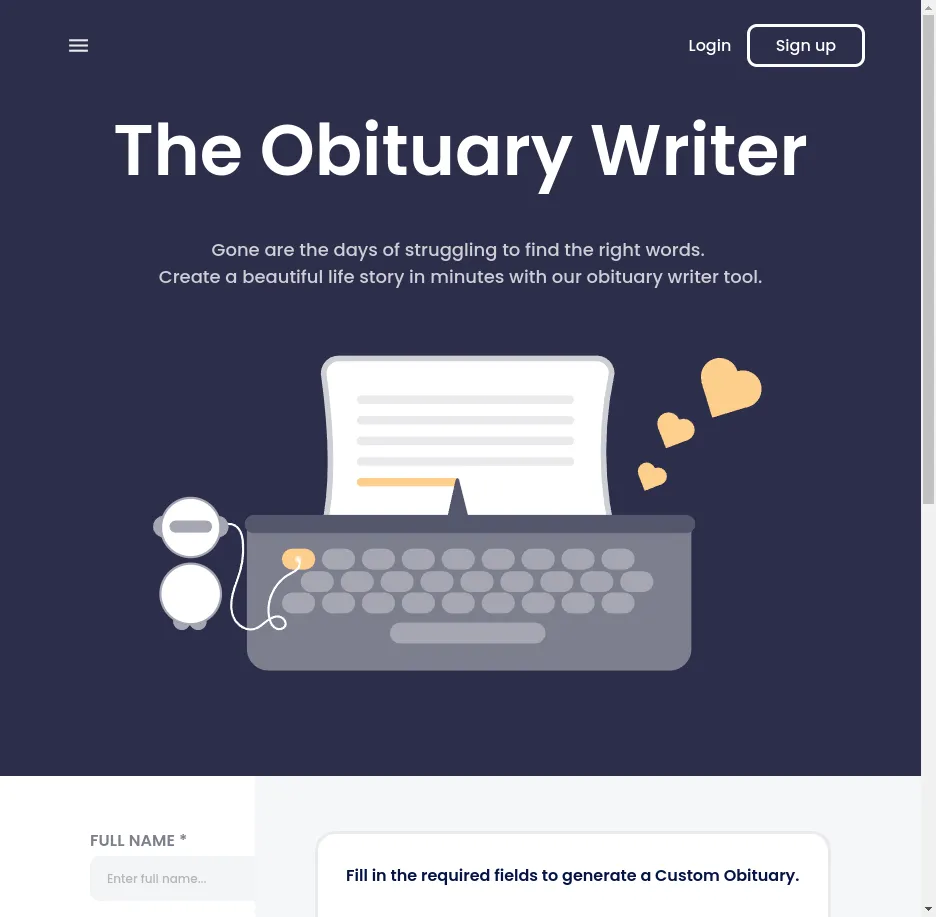 Login
Sign up
The Obituary Writer
Gone are the days of struggling to find the right words.
Create a beautiful life story in minutes with our obituary writer tool.
FULL NAME *
Enter full name...
Fill in the required fields to generate a Custom Obituary.